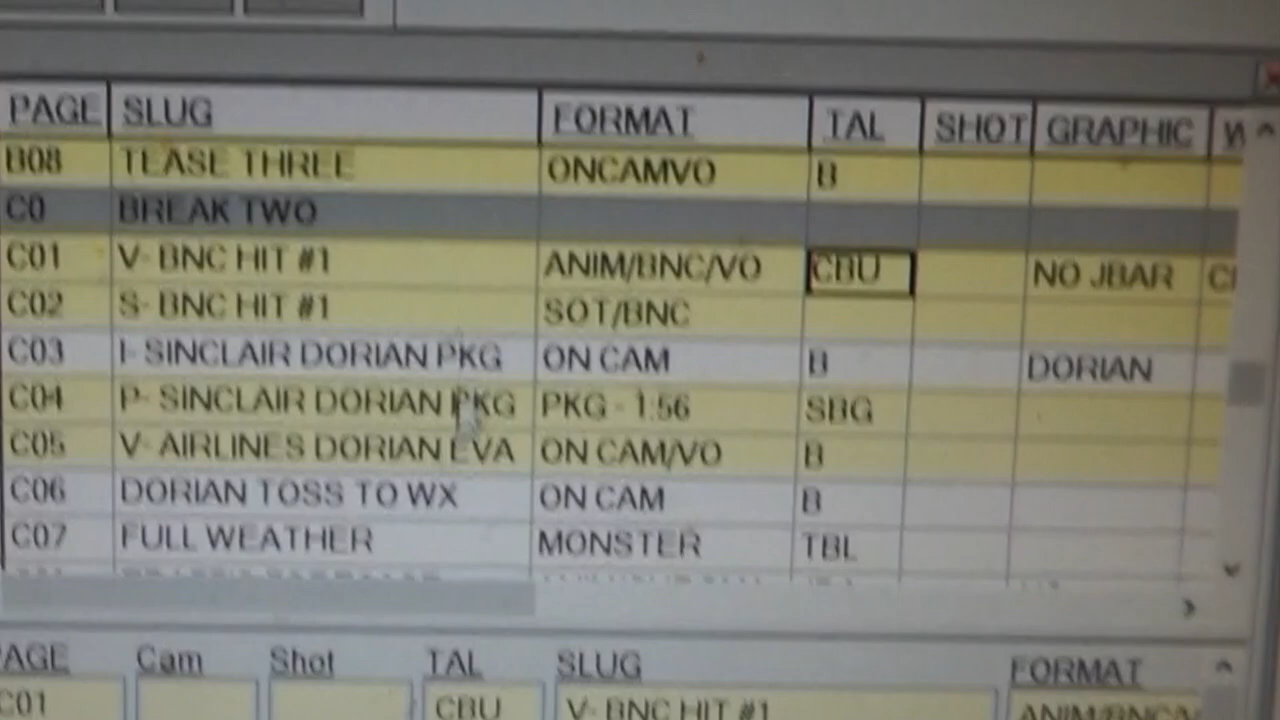 PAGE SLUG FORMAT TAL SHOT GRAPHIC
B08 TEASE THREE ONCAMVO B
C0 BREAK TWO
C01 V- BNC HIT #1 ANIM/BNC/VO CBU NO JBAR
C02 S- BNC HIT #1 SOT/BNC
C03 I- SINCLAIR DORIAN PKG ON CAM B DORIAN
C04 P- SINCLAIR DORIAN PKG PKG - 1:56 SBG
C05 V- AIRLINES DORIAN EVA ON CAM/VO B
C06 DORIAN TOSS TO WX ON CAM B
C07 FULL WEATHER MONSTER TBL
AGE Cam Shot TAL SLUG FORMAT
C01 CBU V- BNC HIT #1 ANIM/BNC/V